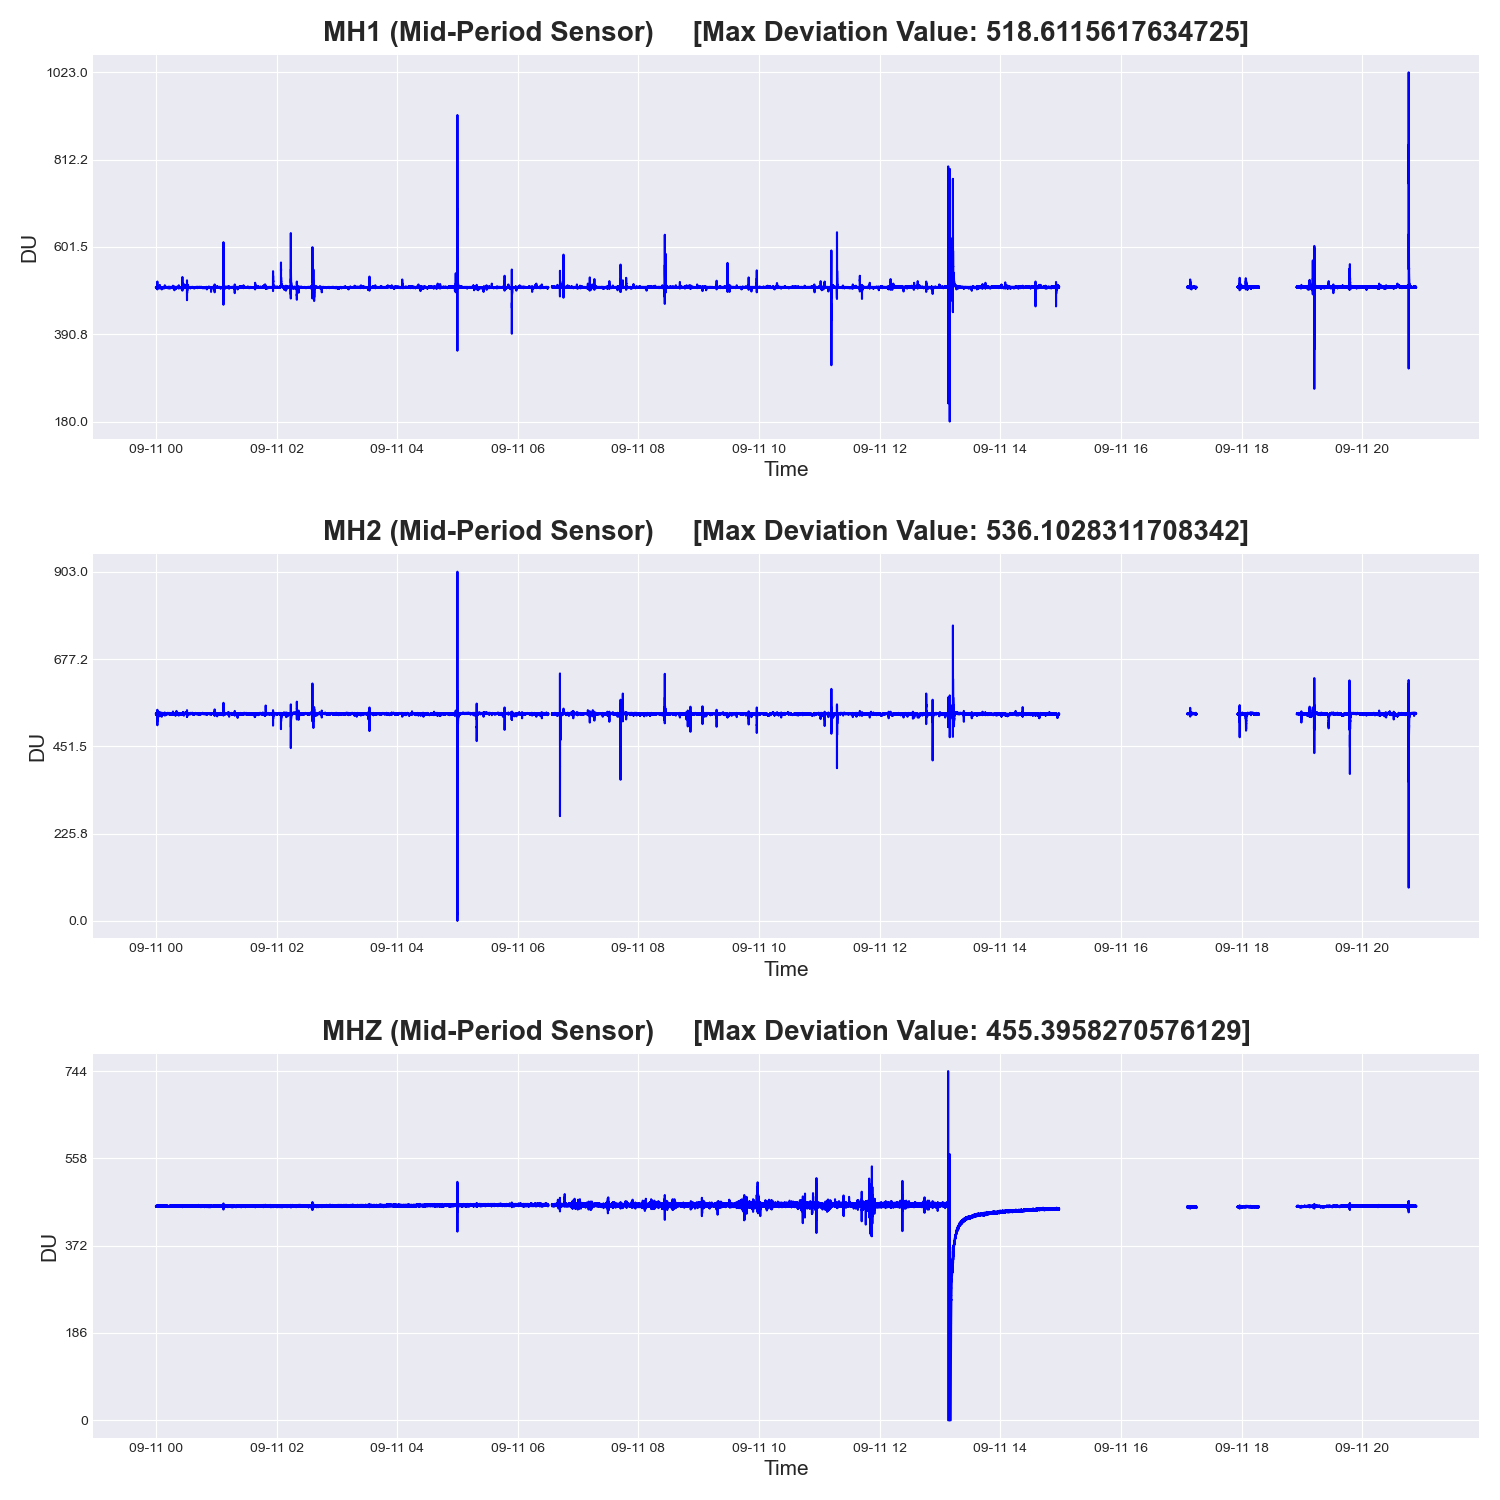 MH1 (Mid-Period Sensor) [Max Deviation Value: 518.6115617634725]
1023.0
812.2
601.5
390.8
180.0
DU
09-11 00 09-11 02 09-11 04 09-11 06 09-11 08 09-11 10 09-11 12 09-11 14 09-11 16 09-11 18 09-11 20
Time
MH2 (Mid-Period Sensor) [Max Deviation Value: 536.1028311708342]
903.0
677.2
451.5
225.8
0.0
DU
09-11 00 09-11 02 09-11 04 09-11 06 09-11 08 09-11 10 09-11 12 09-11 14 09-11 16 09-11 18 09-11 20
Time
MHZ (Mid-Period Sensor) [Max Deviation Value: 455.3958270576129]
744
558
372
186
0
DU
09-11 00 09-11 02 09-11 04 09-11 06 09-11 08 09-11 10 09-11 12 09-11 14 09-11 16 09-11 18 09-11 20
Time